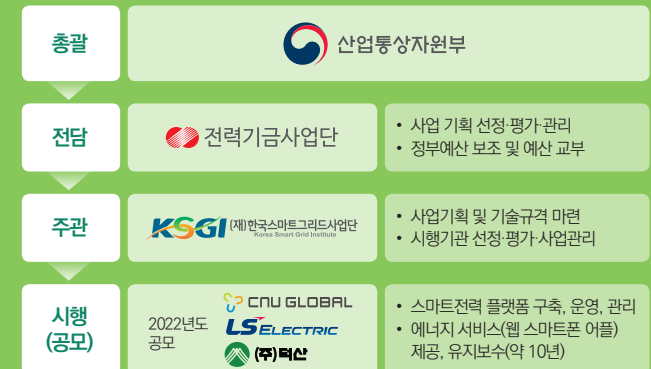 총괄
산업통상자원부
전담
전력기금사업단
• 사업 기획 선정·평가·관리
• 정부예산 보조 및 예산 교부
주관
KSGI (재)한국스마트그리드사업단
Korea Smart Grid Institute
• 사업기획 및 기술규격 마련
• 시행기관 선정·평가·사업관리
시행
(공모)
2022년도
공모
CNU GLOBAL
LS ELECTRIC
(주)덕산
• 스마트전력 플랫폼 구축, 운영, 관리
• 에너지 서비스(웹 스마트폰 어플)
제공, 유지보수(약 10년)